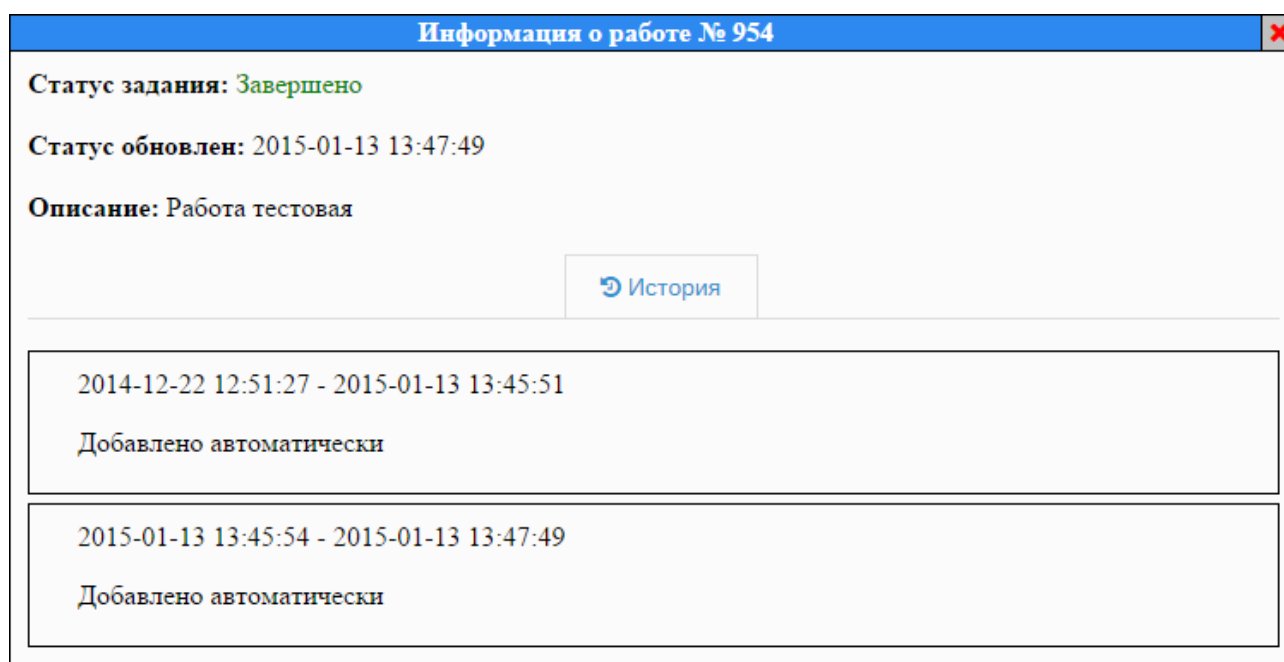 Информация о работе № 954
Статус задания: Завершено
Статус обновлен: 2015-01-13 13:47:49
Описание: Работа тестовая
История
2014-12-22 12:51:27 - 2015-01-13 13:45:51
Добавлено автоматически
2015-01-13 13:45:54 - 2015-01-13 13:47:49
Добавлено автоматически